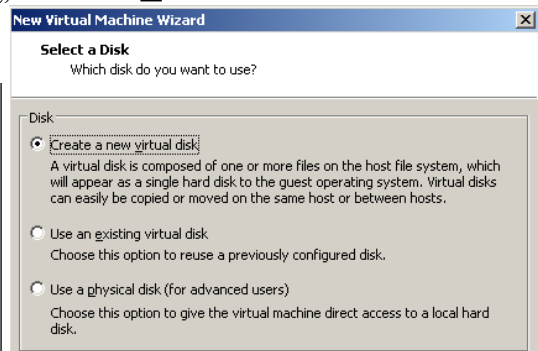 New Virtual Machine Wizard
Select a Disk
Which disk do you want to use?
Disk
Create a new virtual disk
A virtual disk is composed of one or more files on the host file system, which
will appear as a single hard disk to the guest operating system. Virtual disks
can easily be copied or moved on the same host or between hosts.
Use an existing virtual disk
Choose this option to reuse a previously configured disk.
Use a physical disk (for advanced users)
Choose this option to give the virtual machine direct access to a local hard
disk.